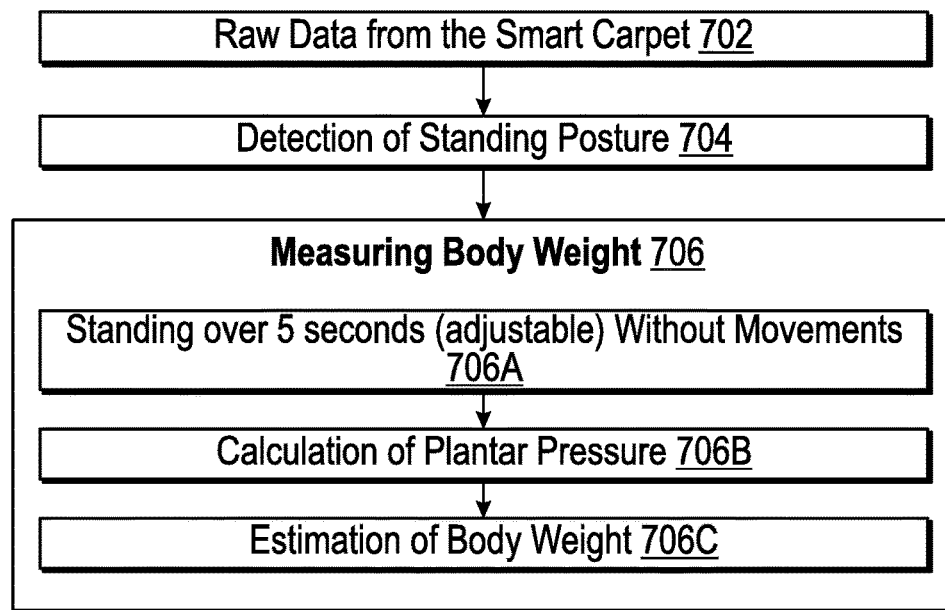 Raw Data from the Smart Carpet 702
Detection of Standing Posture 704
Measuring Body Weight 706
Standing over 5 seconds (adjustable) Without Movements
706A
Calculation of Plantar Pressure 706B
Estimation of Body Weight 706C